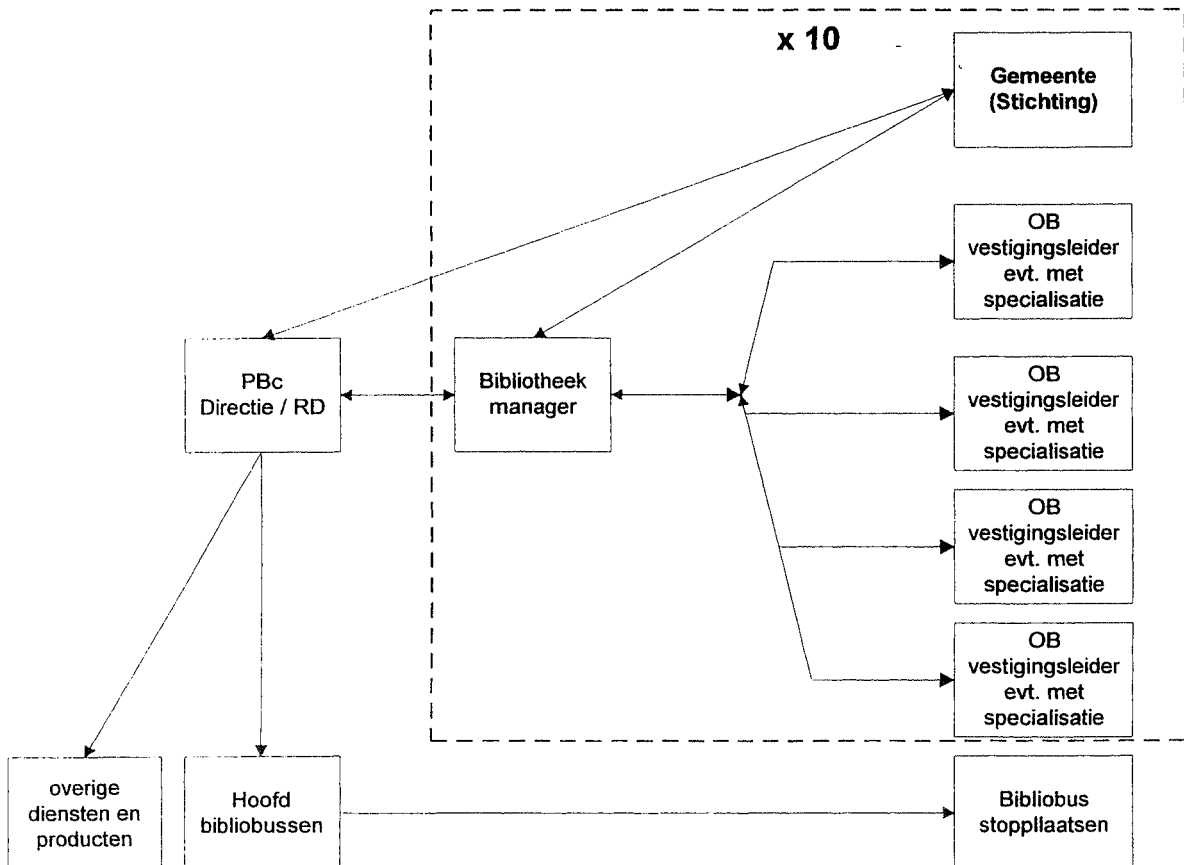 x 10
Gemeente
(Stichting)
OB
vestigingsleider
evt. met
specialisatie
PBc
Directie / RD
Bibliotheek
manager
OB
vestigingsleider
evt. met
specialisatie
OB
vestigingsleider
evt. met
specialisatie
OB
vestigingsleider
evt. met
specialisatie
overige
diensten en
producten
Hoofd
bibliobussen
Bibliobus
stoppllaatsen